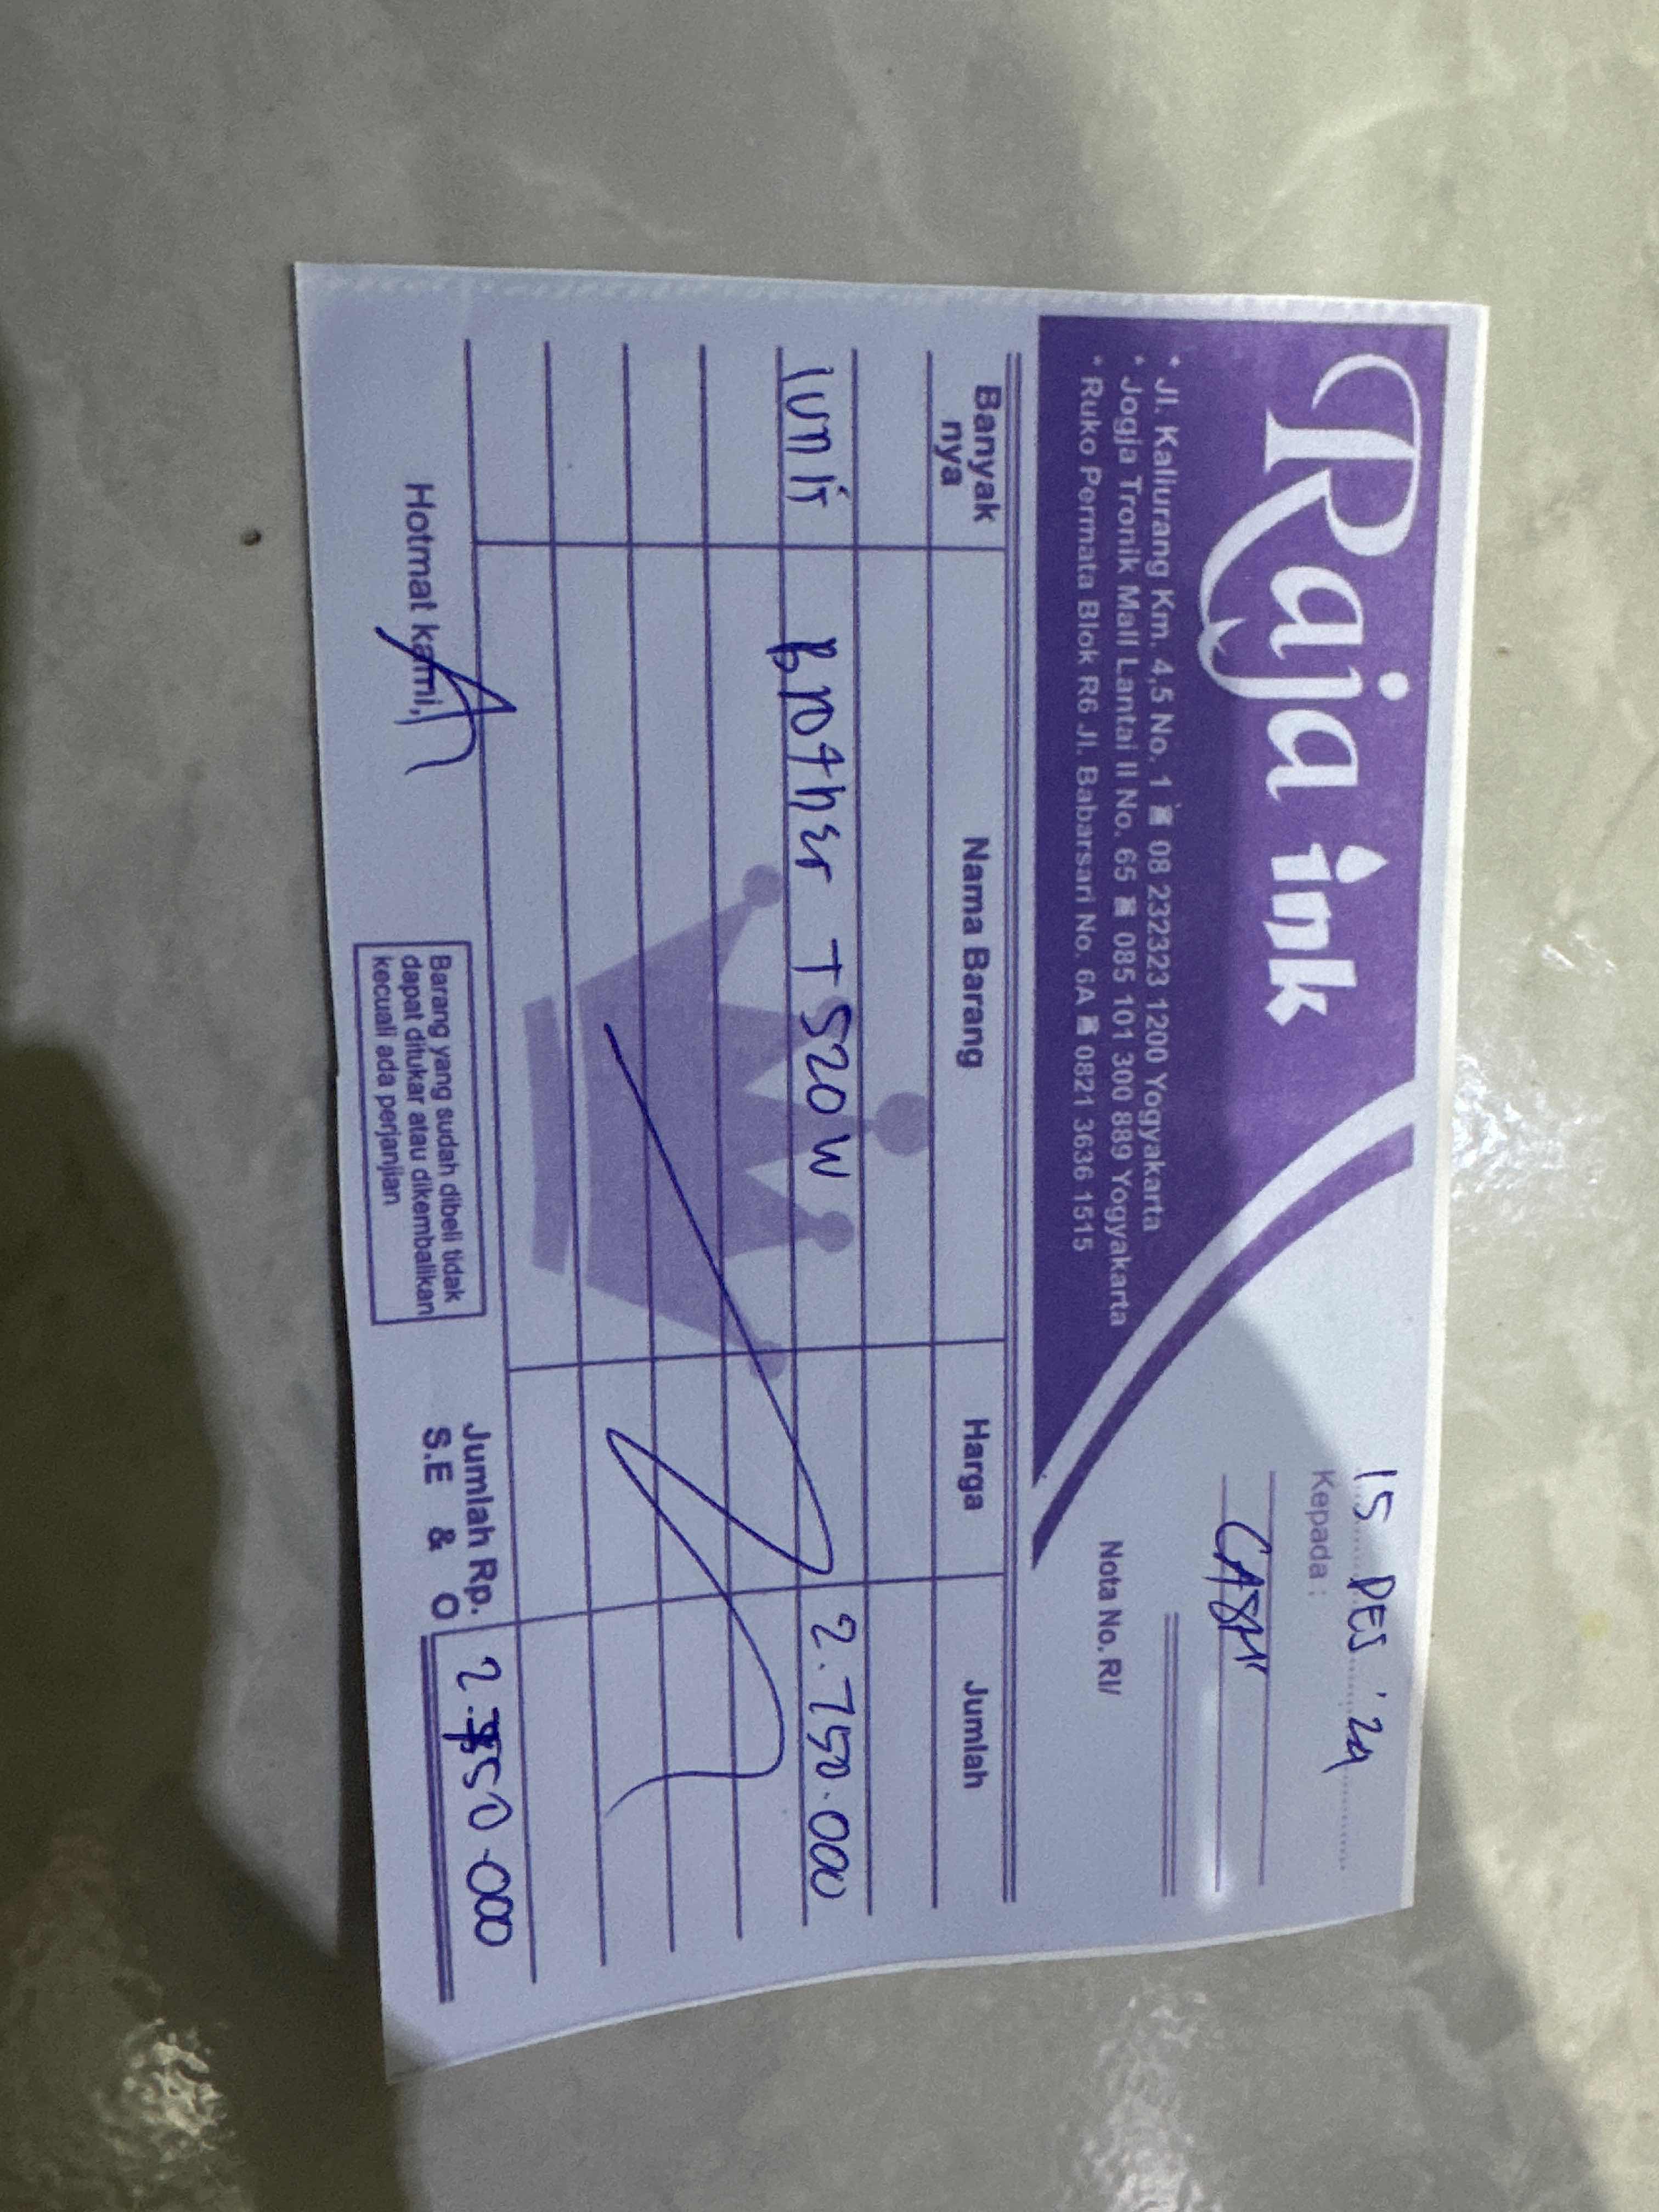 Raja ink
* Jl. Kaliurang Km. 4,5 No. 1 ☎ 08 232323 1200 Yogyakarta
* Jogja Tronik Mall Lantai II No. 65 ☎ 085 101 300 889 Yogyakarta
* Ruko Permata Blok R6 Jl. Babarsari No. 6A ☎ 0821 3636 1515
15 DES '24
Kepada :
CASH
Nota No. RI/
Banyak nya Nama Barang Harga Jumlah
1unit Brother T520W 2.750.000
Hotmat kami,
Barang yang sudah dibeli tidak
dapat ditukar atau dikembalikan
kecuali ada perjanjian
Jumlah Rp. 2.750.000
S.E & O